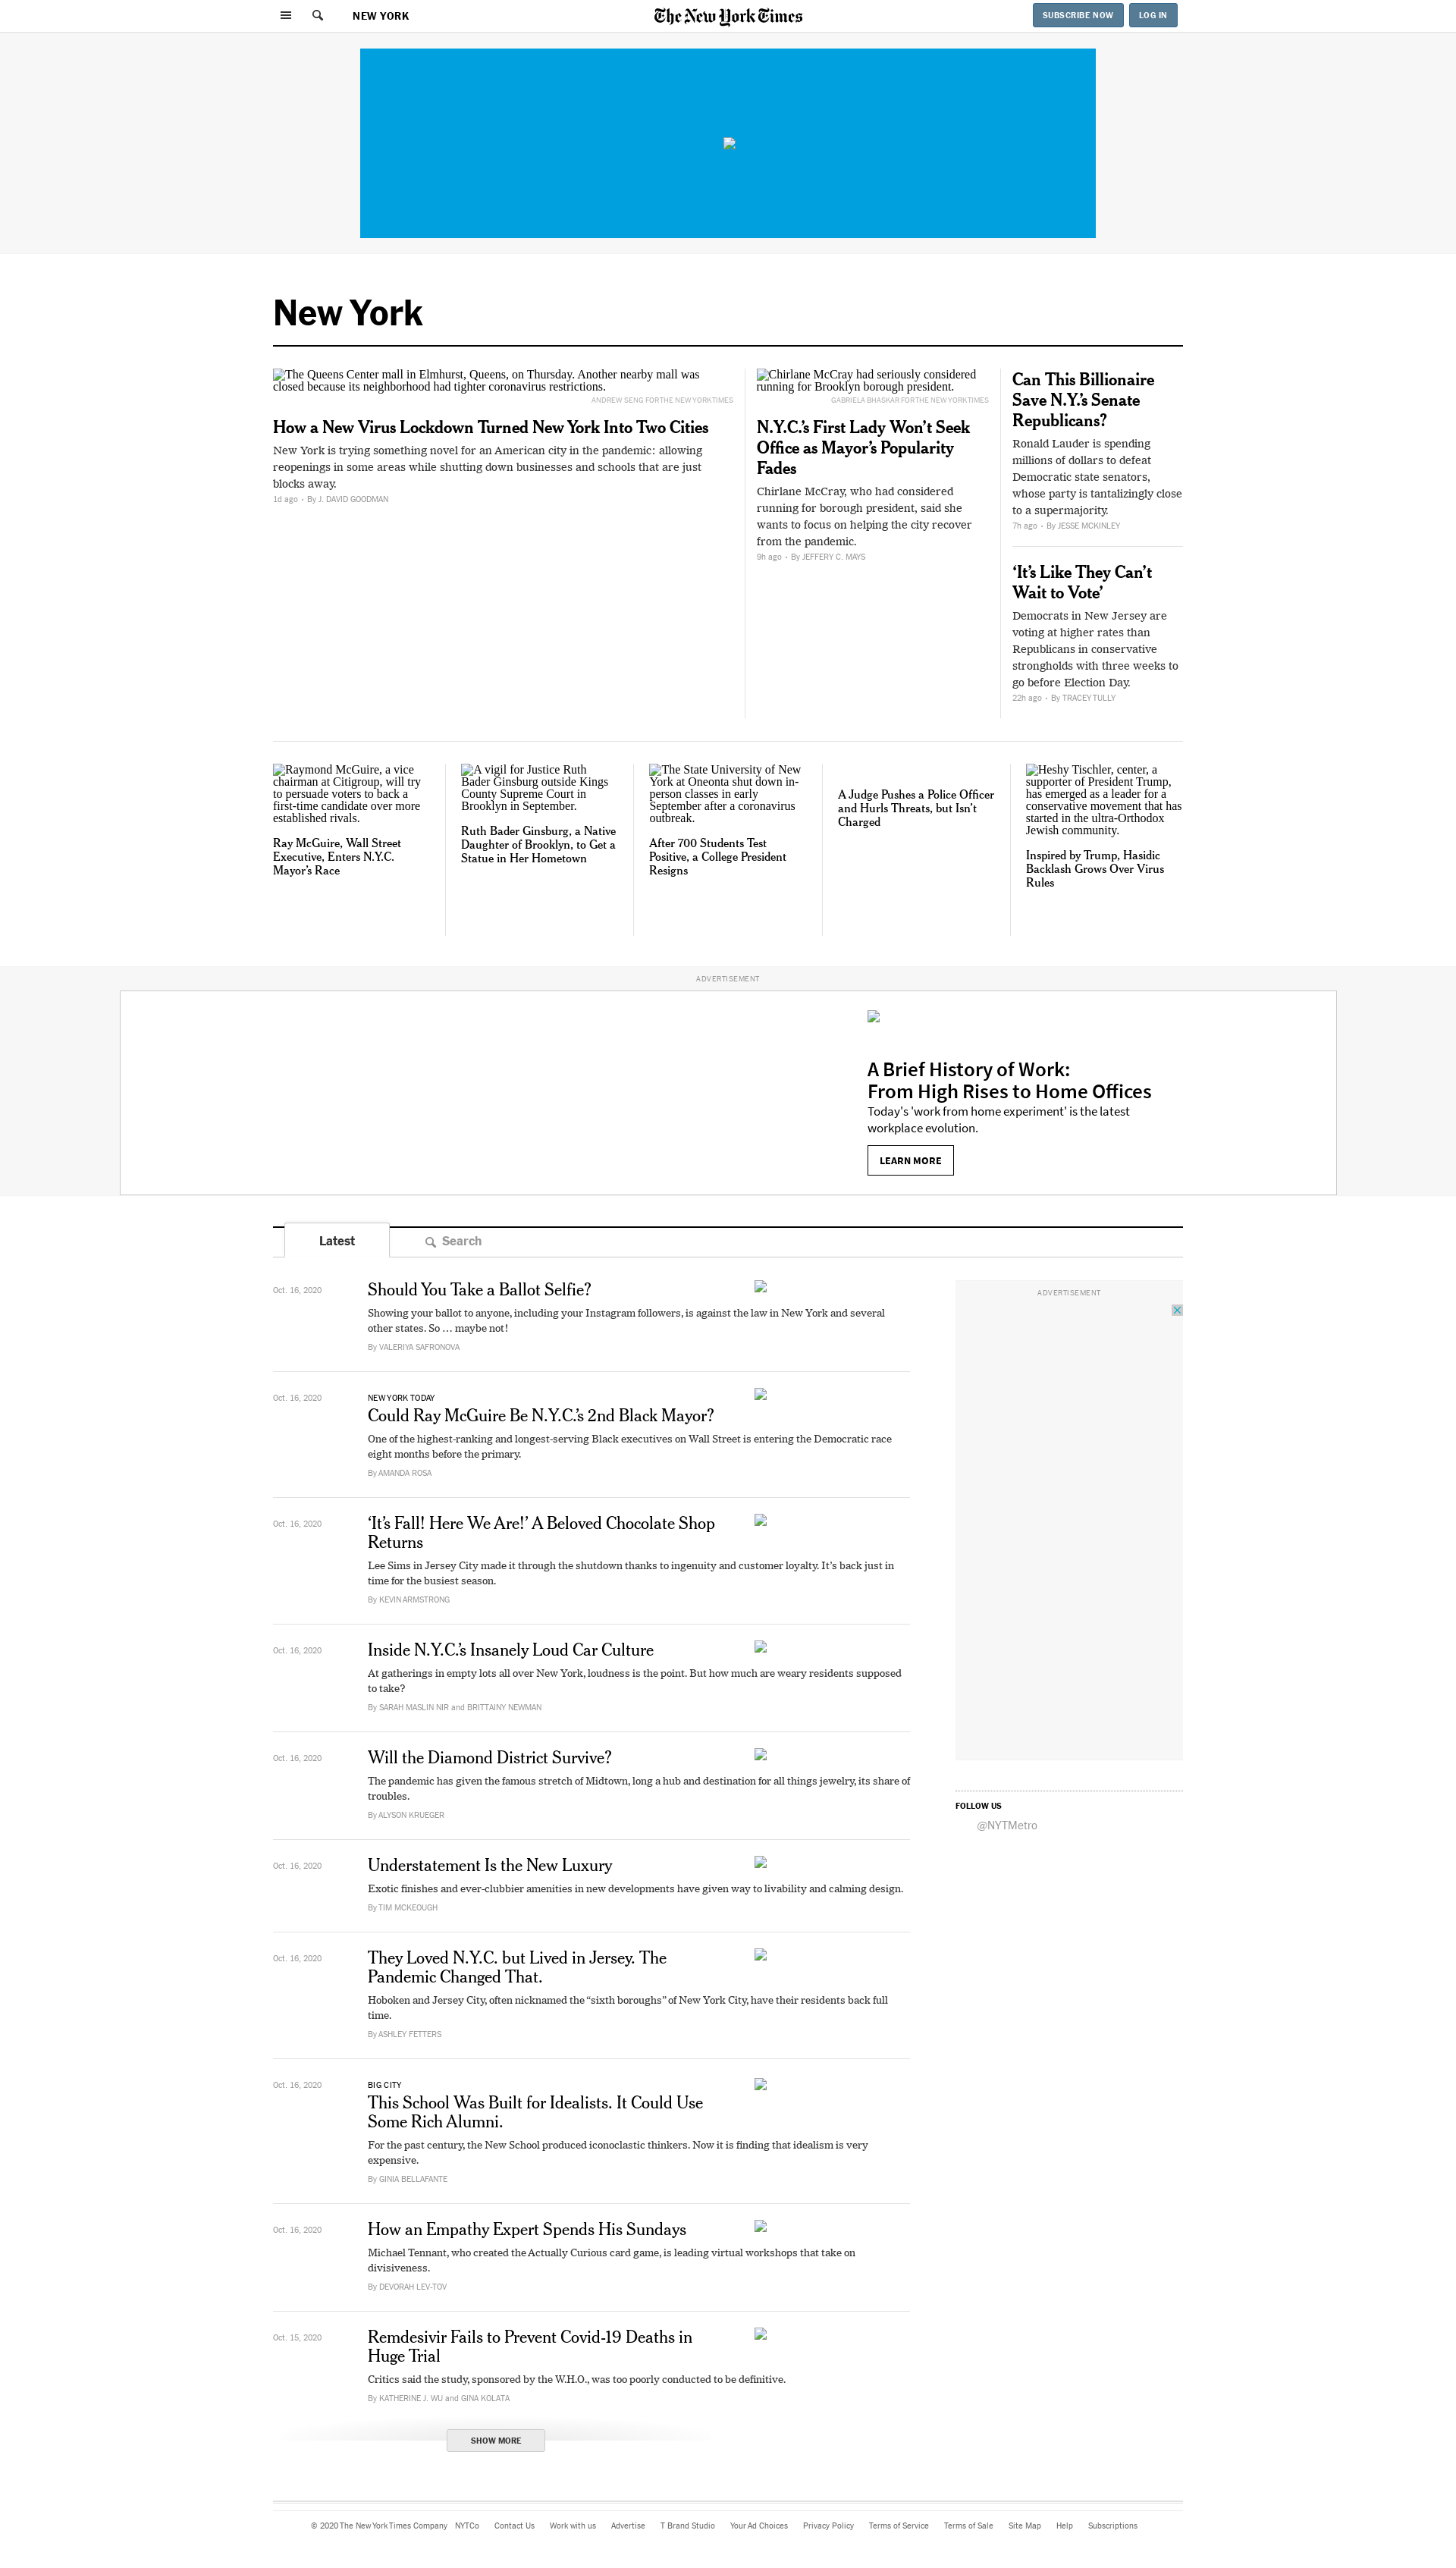 NEW YORK
The New York Times
SUBSCRIBE NOW
LOG IN
New York
The Queens Center mall in Elmhurst, Queens, on Thursday. Another nearby mall was
closed because its neighborhood had tighter coronavirus restrictions.
ANDREW SENG FOR THE NEW YORK TIMES
How a New Virus Lockdown Turned New York Into Two Cities
New York is trying something novel for an American city in the pandemic: allowing
reopenings in some areas while shutting down businesses and schools that are just
blocks away.
1d ago • By J. DAVID GOODMAN
Chirlane McCray had seriously considered
running for Brooklyn borough president.
GABRIELA BHASKAR FOR THE NEW YORK TIMES
N.Y.C.’s First Lady Won’t Seek
Office as Mayor’s Popularity
Fades
Chirlane McCray, who had considered
running for borough president, said she
wants to focus on helping the city recover
from the pandemic.
9h ago • By JEFFERY C. MAYS
Can This Billionaire
Save N.Y.’s Senate
Republicans?
Ronald Lauder is spending
millions of dollars to defeat
Democratic state senators,
whose party is tantalizingly close
to a supermajority.
7h ago • By JESSE MCKINLEY
‘It’s Like They Can’t
Wait to Vote’
Democrats in New Jersey are
voting at higher rates than
Republicans in conservative
strongholds with three weeks to
go before Election Day.
22h ago • By TRACEY TULLY
Raymond McGuire, a vice
chairman at Citigroup, will try
to persuade voters to back a
first-time candidate over more
established rivals.
Ray McGuire, Wall Street
Executive, Enters N.Y.C.
Mayor’s Race
A vigil for Justice Ruth
Bader Ginsburg outside Kings
County Supreme Court in
Brooklyn in September.
Ruth Bader Ginsburg, a Native
Daughter of Brooklyn, to Get a
Statue in Her Hometown
The State University of New
York at Oneonta shut down in-
person classes in early
September after a coronavirus
outbreak.
After 700 Students Test
Positive, a College President
Resigns
A Judge Pushes a Police Officer
and Hurls Threats, but Isn’t
Charged
Heshy Tischler, center, a
supporter of President Trump,
has emerged as a leader for a
conservative movement that has
started in the ultra-Orthodox
Jewish community.
Inspired by Trump, Hasidic
Backlash Grows Over Virus
Rules
ADVERTISEMENT
A Brief History of Work:
From High Rises to Home Offices
Today's 'work from home experiment' is the latest
workplace evolution.
LEARN MORE
Latest
Search
Oct. 16, 2020
Should You Take a Ballot Selfie?
Showing your ballot to anyone, including your Instagram followers, is against the law in New York and several
other states. So … maybe not!
By VALERIYA SAFRONOVA
ADVERTISEMENT
Oct. 16, 2020
NEW YORK TODAY
Could Ray McGuire Be N.Y.C.’s 2nd Black Mayor?
One of the highest-ranking and longest-serving Black executives on Wall Street is entering the Democratic race
eight months before the primary.
By AMANDA ROSA
Oct. 16, 2020
‘It’s Fall! Here We Are!’ A Beloved Chocolate Shop
Returns
Lee Sims in Jersey City made it through the shutdown thanks to ingenuity and customer loyalty. It’s back just in
time for the busiest season.
By KEVIN ARMSTRONG
Oct. 16, 2020
Inside N.Y.C.’s Insanely Loud Car Culture
At gatherings in empty lots all over New York, loudness is the point. But how much are weary residents supposed
to take?
By SARAH MASLIN NIR and BRITTAINY NEWMAN
Oct. 16, 2020
Will the Diamond District Survive?
The pandemic has given the famous stretch of Midtown, long a hub and destination for all things jewelry, its share of
troubles.
By ALYSON KRUEGER
FOLLOW US
@NYTMetro
Oct. 16, 2020
Understatement Is the New Luxury
Exotic finishes and ever-clubbier amenities in new developments have given way to livability and calming design.
By TIM MCKEOUGH
Oct. 16, 2020
They Loved N.Y.C. but Lived in Jersey. The
Pandemic Changed That.
Hoboken and Jersey City, often nicknamed the “sixth boroughs” of New York City, have their residents back full
time.
By ASHLEY FETTERS
Oct. 16, 2020
BIG CITY
This School Was Built for Idealists. It Could Use
Some Rich Alumni.
For the past century, the New School produced iconoclastic thinkers. Now it is finding that idealism is very
expensive.
By GINIA BELLAFANTE
Oct. 16, 2020
How an Empathy Expert Spends His Sundays
Michael Tennant, who created the Actually Curious card game, is leading virtual workshops that take on
divisiveness.
By DEVORAH LEV-TOV
Oct. 15, 2020
Remdesivir Fails to Prevent Covid-19 Deaths in
Huge Trial
Critics said the study, sponsored by the W.H.O., was too poorly conducted to be definitive.
By KATHERINE J. WU and GINA KOLATA
SHOW MORE
© 2020 The New York Times Company NYTCo Contact Us Work with us Advertise T Brand Studio Your Ad Choices Privacy Policy Terms of Service Terms of Sale Site Map Help Subscriptions